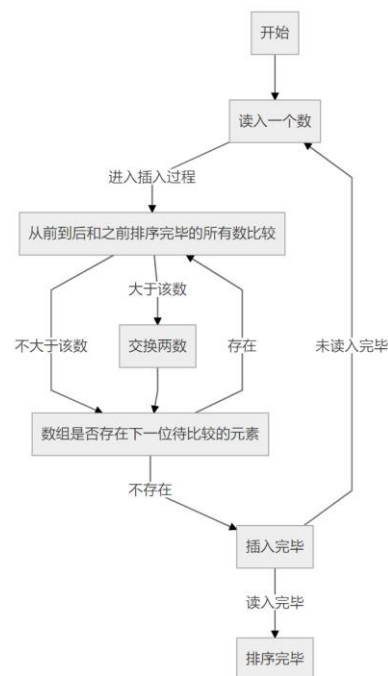 开始
读入一个数
进入插入过程
从前到后和之前排序完毕的所有数比较
大于该数
不大于该数
交换两数
存在
未读入完毕
数组是否存在下一位待比较的元素
不存在
插入完毕
读入完毕
排序完毕